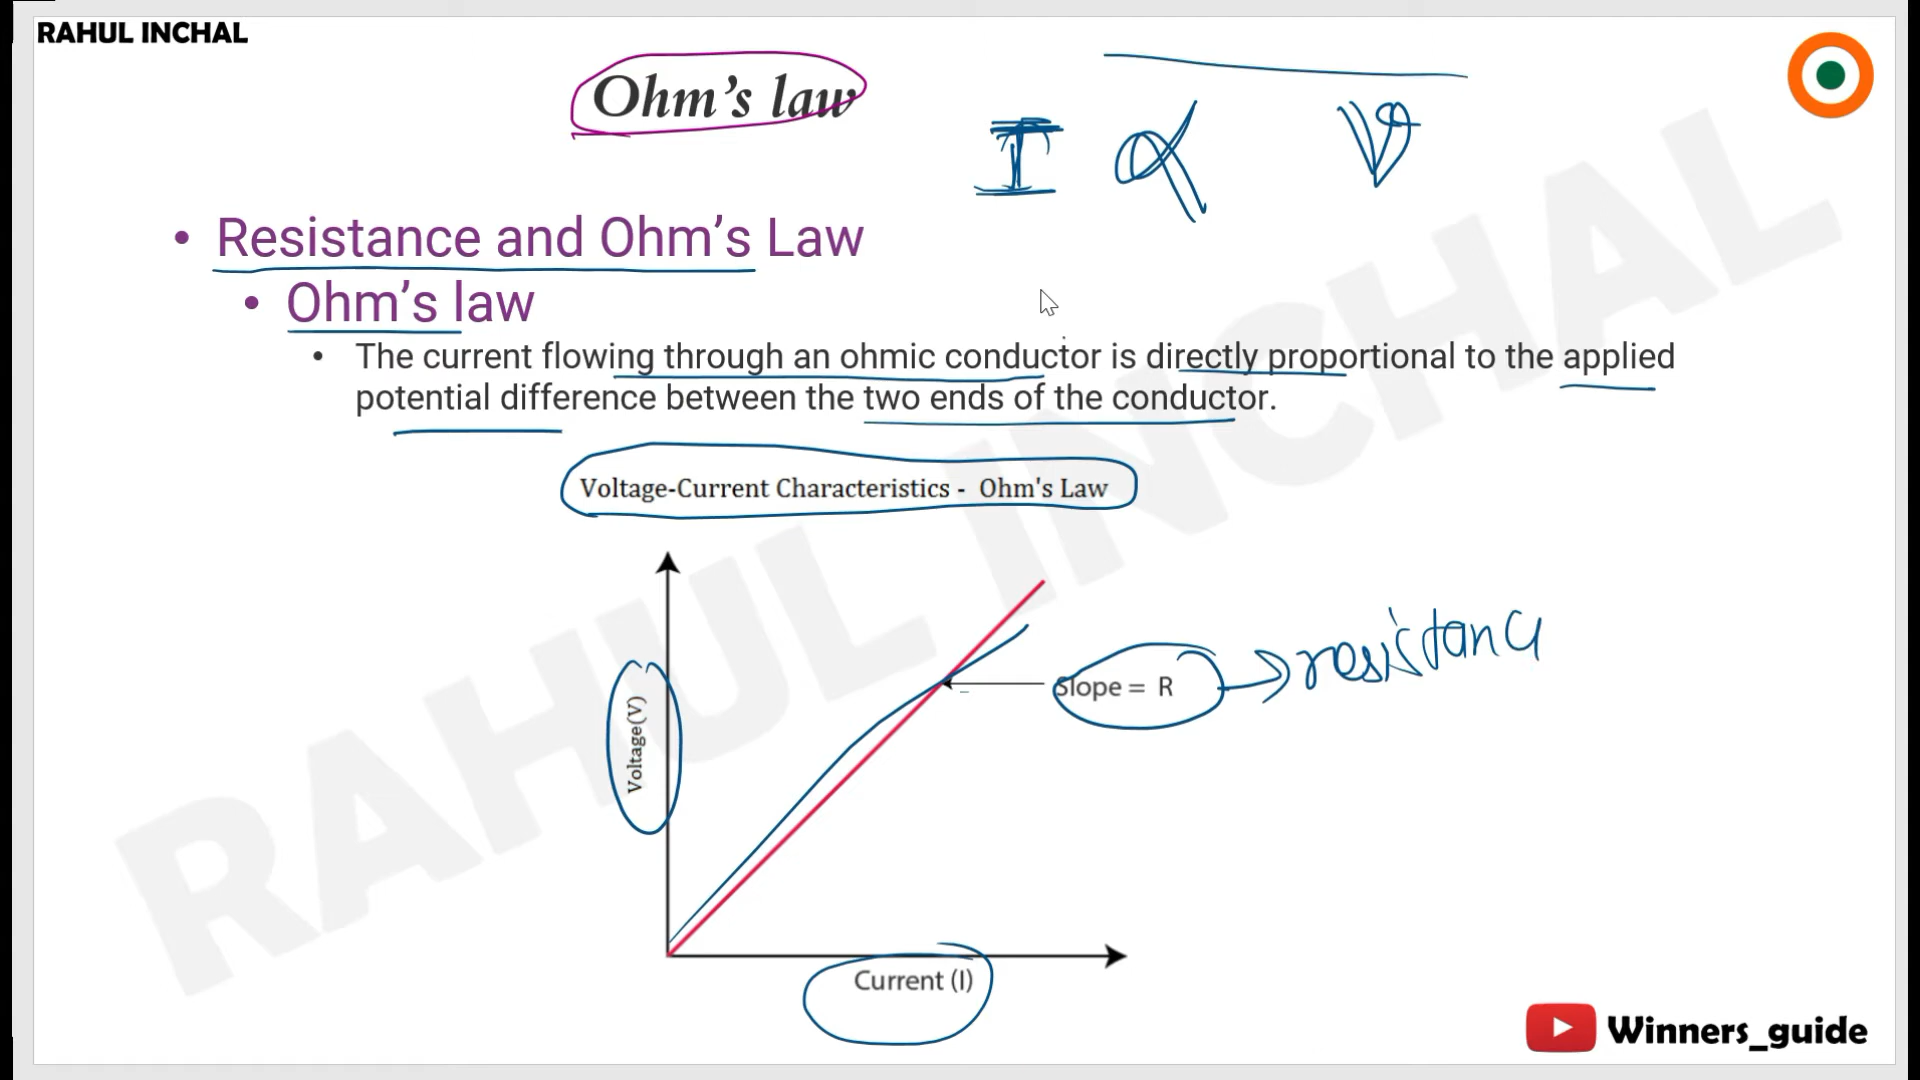 RAHUL INCHAL
Ohm's law
I α V
• Resistance and Ohm's Law
• Ohm's law
• The current flowing through an ohmic conductor is directly proportional to the applied
potential difference between the two ends of the conductor.
Voltage-Current Characteristics - Ohm's Law
Voltage(V)
Slope = R
resistance
Current (I)
RAHUL INCHAL
Winners_guide